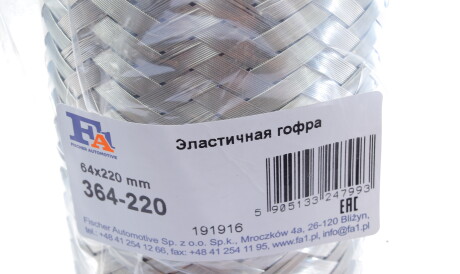 FA
FISCHER AUTOMOTIVE
Эластичная гофра
64x220 mm
364-220
191916
5 905133 247993
EAC
Fischer Automotive Sp. z o.o. Sp.k., Mroczków 4a, 26-120 Bliżyn,
tel. +48 41 254 12 66, fax +48 41 254 11 95, www.fa1.pl, info@fa1.pl